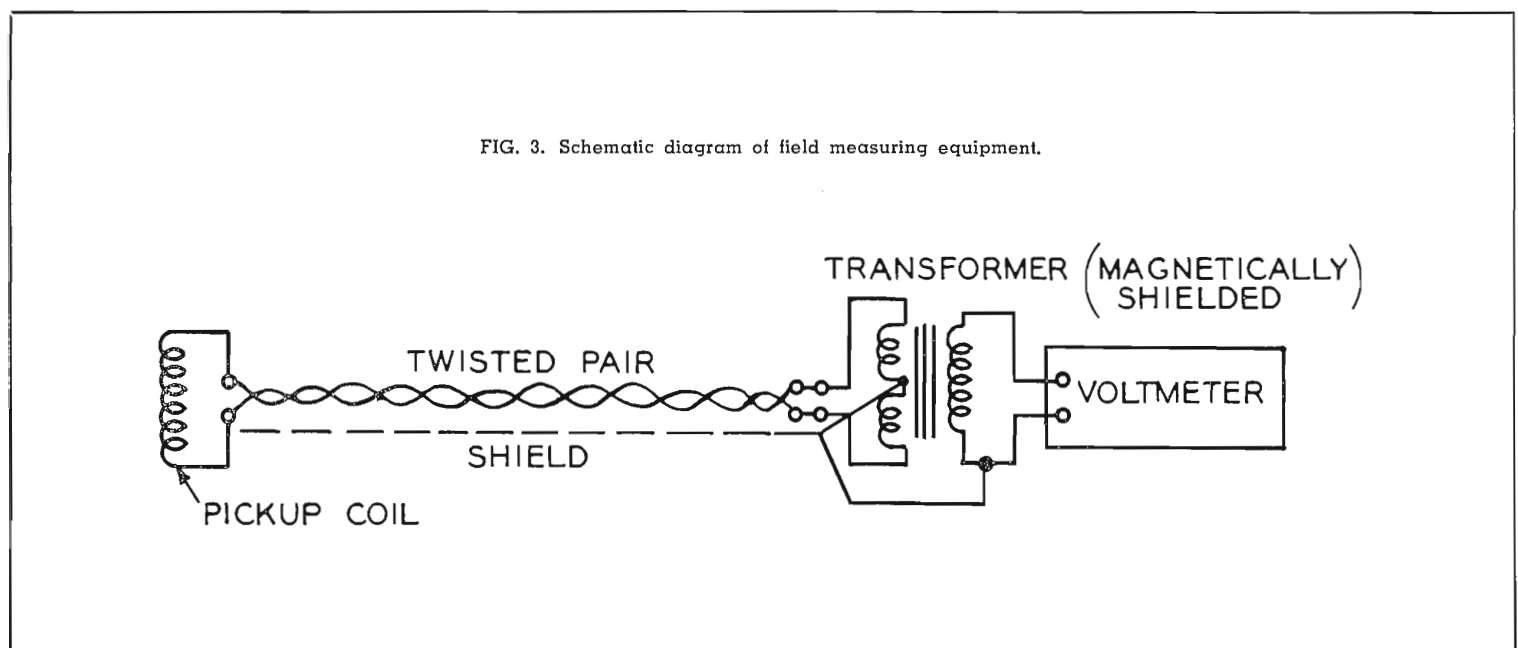 FIG. 3. Schematic diagram of field measuring equipment.
TRANSFORMER (MAGNETICALLY SHIELDED)
TWISTED PAIR
VOLTMETER
SHIELD
PICKUP COIL